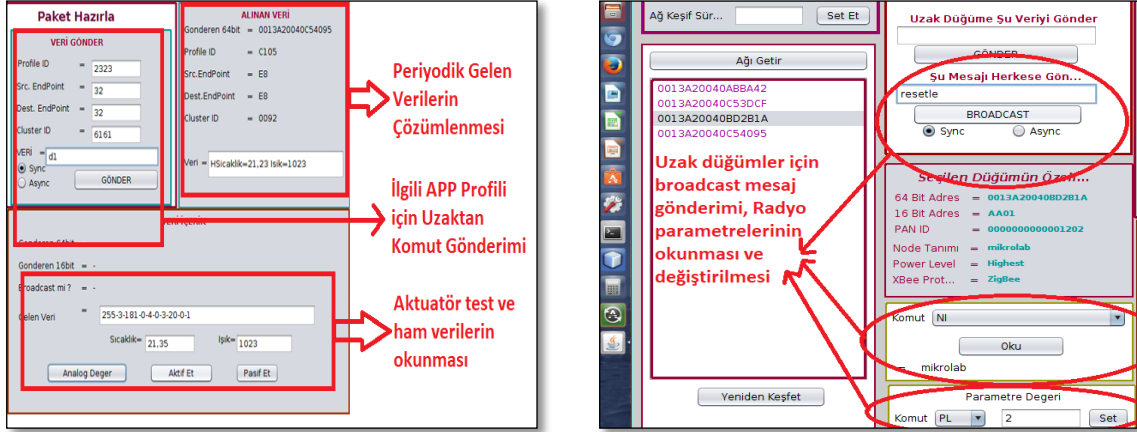 Paket Hazırla
VERİ GÖNDER
Profile ID = 2323
Src. EndPoint = 32
Dest. EndPoint = 32
Cluster ID = 6161
VERİ = d1
Sync
Async
GÖNDER
ALINAN VERİ
Gonderen 64bit = 0013A20040C54095
Profile ID = C105
Src.EndPoint = E8
Dest.EndPoint = E8
Cluster ID = 0092
Veri = HSicaklik=21,23 Isik=1023
Periyodik Gelen
Verilerin
Çözümlenmesi
İlgili APP Profili
için Uzaktan
Komut Gönderimi
Gonderen 16bit = -
Broadcast mi ? = -
Gelen Veri = 255-3-181-0-4-0-3-20-0-1
Sıcaklık= 21,35 Işık= 1023
Analog Deger Aktif Et Pasif Et
Aktuatör test ve
ham verilerin
okunması
Ağ Keşif Sür... Set Et
Ağı Getir
0013A20040ABBA42
0013A20040C53DCF
0013A20040BD2B1A
0013A20040C54095
Uzak düğümler için
broadcast mesaj
gönderimi, Radyo
parametrelerinin
okunması ve
değiştirilmesi
Yeniden Keşfet
Uzak Düğüme Şu Veriyi Gönder
GÖNDER
Şu Mesajı Herkese Gön...
resetle
BROADCAST
Sync Async
Seçilen Düğümün Özell...
64 Bit Adres = 0013A20040BD2B1A
16 Bit Adres = AA01
PAN ID = 0000000000001202
Node Tanımı = mikrolab
Power Level = Highest
XBee Prot... = ZigBee
Komut NI
Oku
= mikrolab
Parametre Degeri
Komut PL 2 Set